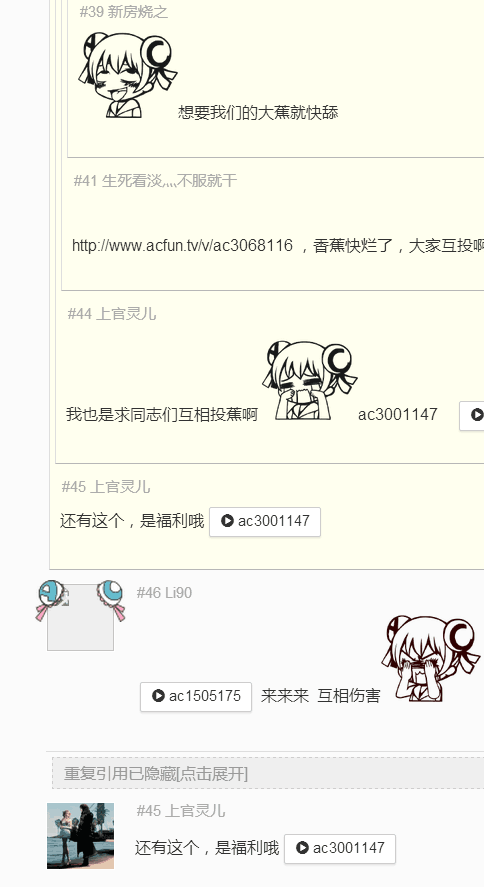 #39 新房烧之
想要我们的大蕉就快舔
#41 生死看淡灬不服就干
http://www.acfun.tv/v/ac3068116 ，香蕉快烂了，大家互投啊
#44 上官灵儿
我也是求同志们互相投蕉啊 ac3001147
#45 上官灵儿
还有这个，是福利哦 ac3001147
#46 Li90
ac1505175 来来来 互相伤害
重复引用已隐藏[点击展开]
#45 上官灵儿
还有这个，是福利哦 ac3001147